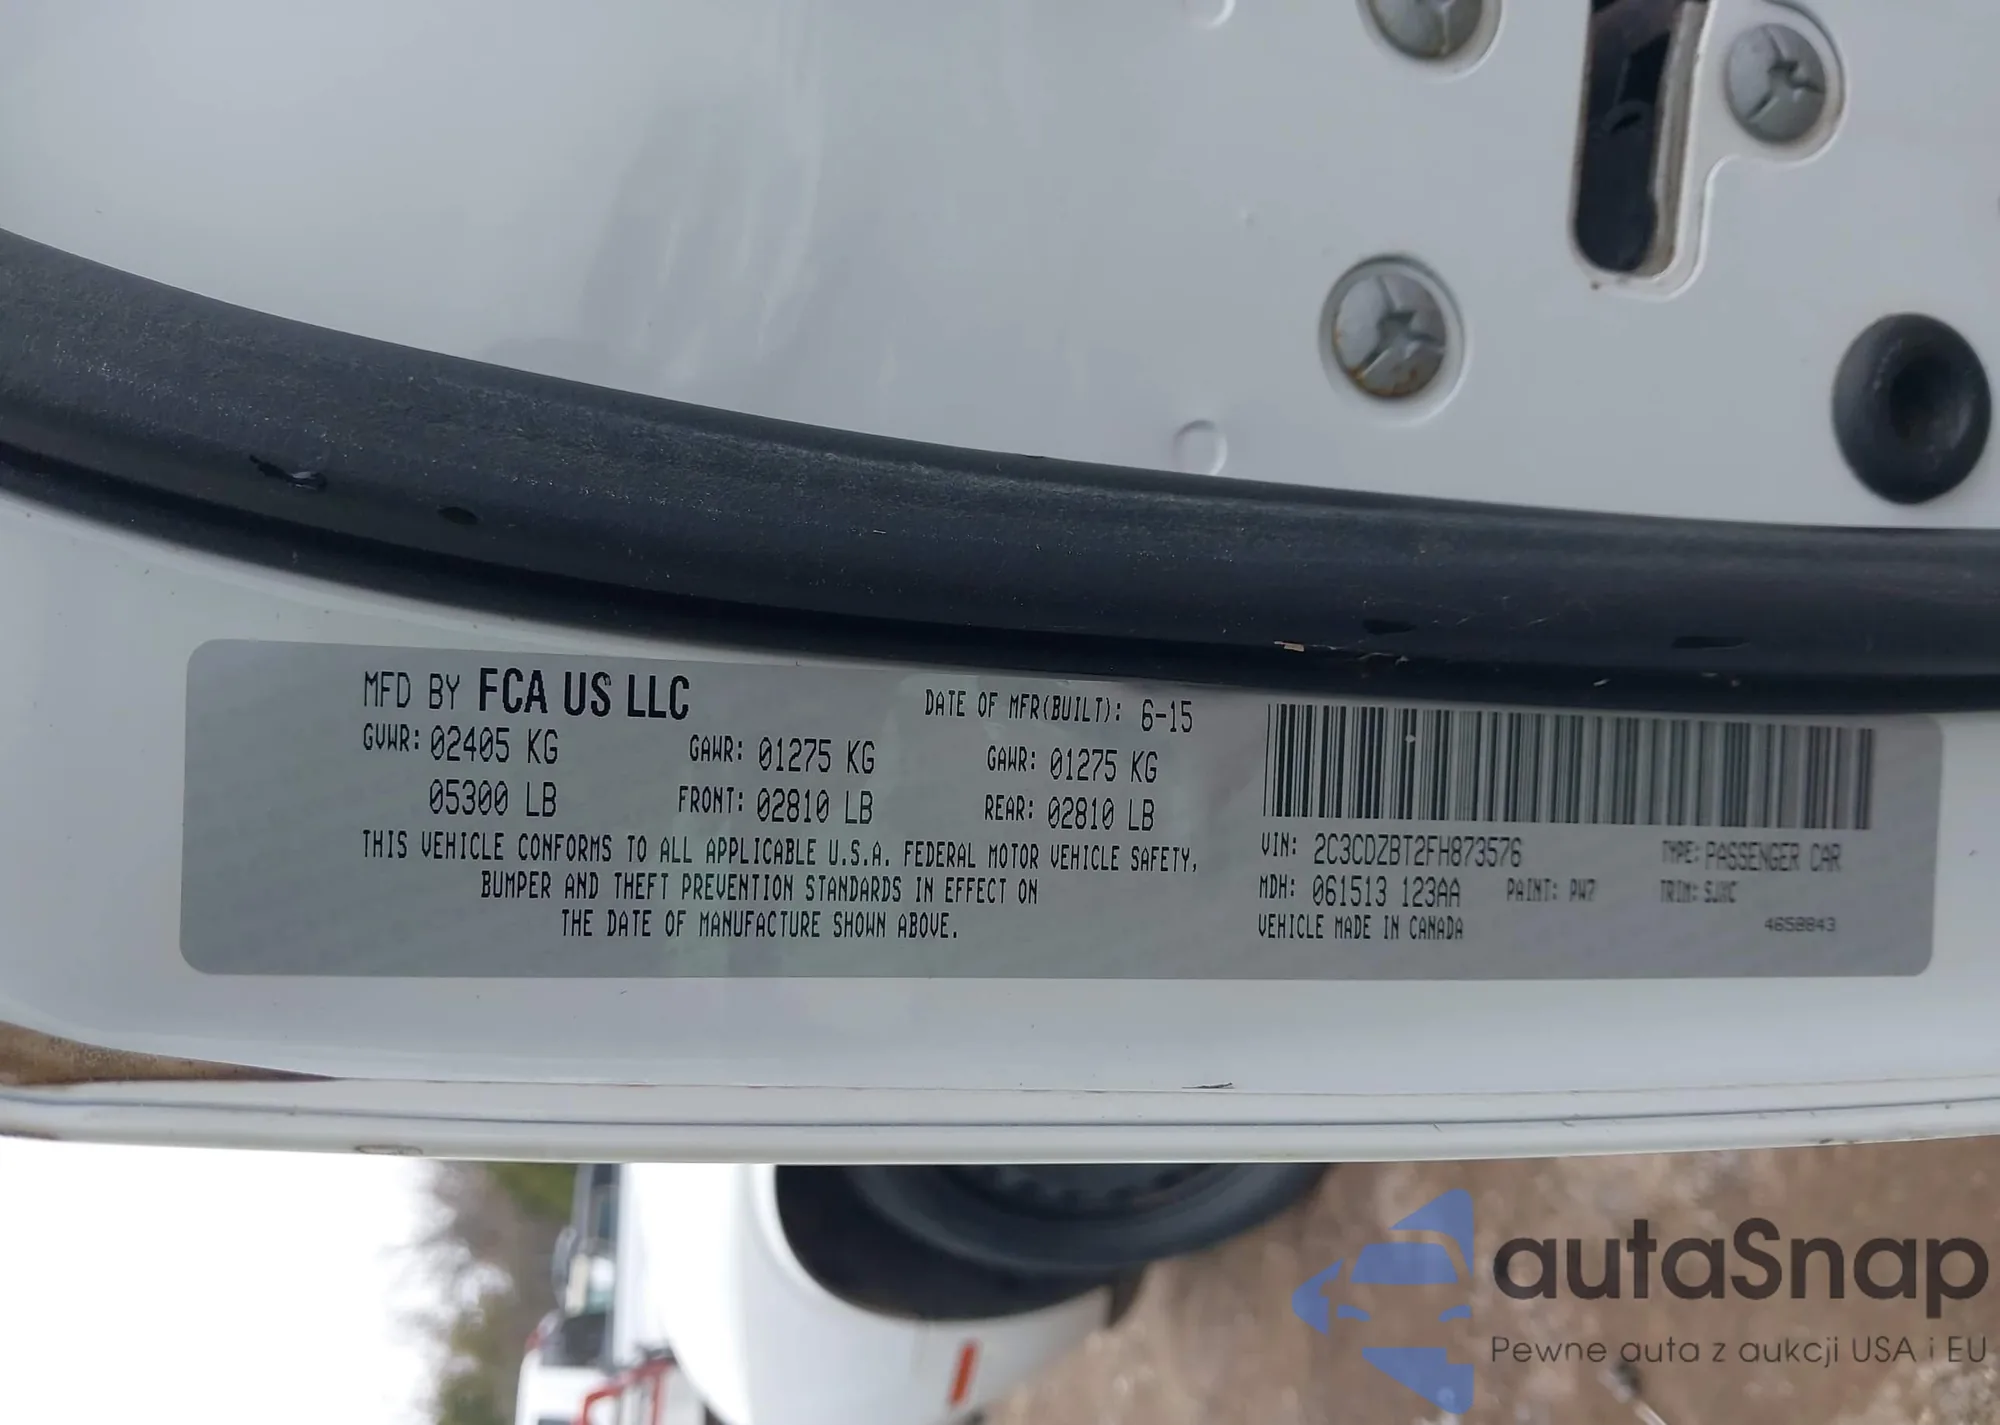 MFD BY FCA US LLC
DATE OF MFR(BUILT): 6-15
GVWR: 02405 KG
GAWR: 01275 KG
GAWR: 01275 KG
05300 LB
FRONT: 02810 LB
REAR: 02810 LB
THIS VEHICLE CONFORMS TO ALL APPLICABLE U.S.A. FEDERAL MOTOR VEHICLE SAFETY,
BUMPER AND THEFT PREVENTION STANDARDS IN EFFECT ON
THE DATE OF MANUFACTURE SHOWN ABOVE.
VIN: 2C3CDZBT2FH873576
TYPE: PASSENGER CAR
MDH: 061513 123AA
PAINT: PW7
TRIM: SJXC
VEHICLE MADE IN CANADA
4658843
autaSnap
Pewne auta z aukcji USA i EU